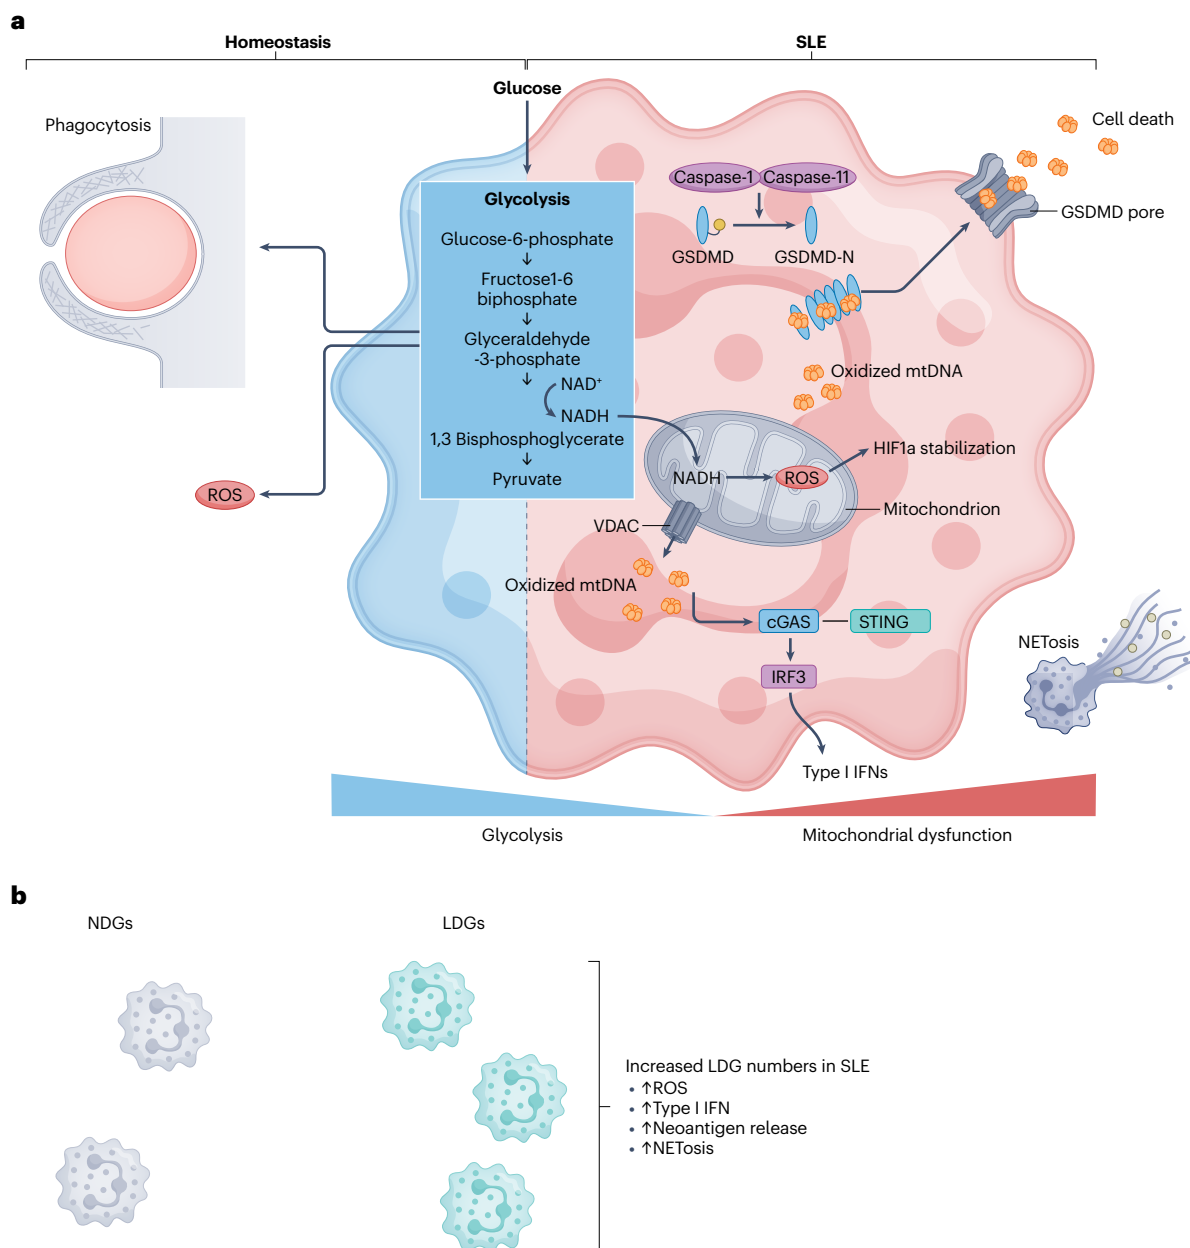 a
Homeostasis
SLE
Glucose
Phagocytosis
Cell death
Caspase-1
Caspase-11
Glycolysis
GSDMD pore
Glucose-6-phosphate
GSDMD
GSDMD-N
Fructose1-6
biphosphate
Glyceraldehyde
-3-phosphate
Oxidized mtDNA
NAD⁺
NADH
1,3 Bisphosphoglycerate
HIF1a stabilization
Pyruvate
NADH
ROS
ROS
Mitochondrion
VDAC
Oxidized mtDNA
cGAS
STING
NETosis
IRF3
Type I IFNs
Glycolysis
Mitochondrial dysfunction
b
NDGs
LDGs
Increased LDG numbers in SLE
• ↑ROS
• ↑Type I IFN
• ↑Neoantigen release
• ↑NETosis